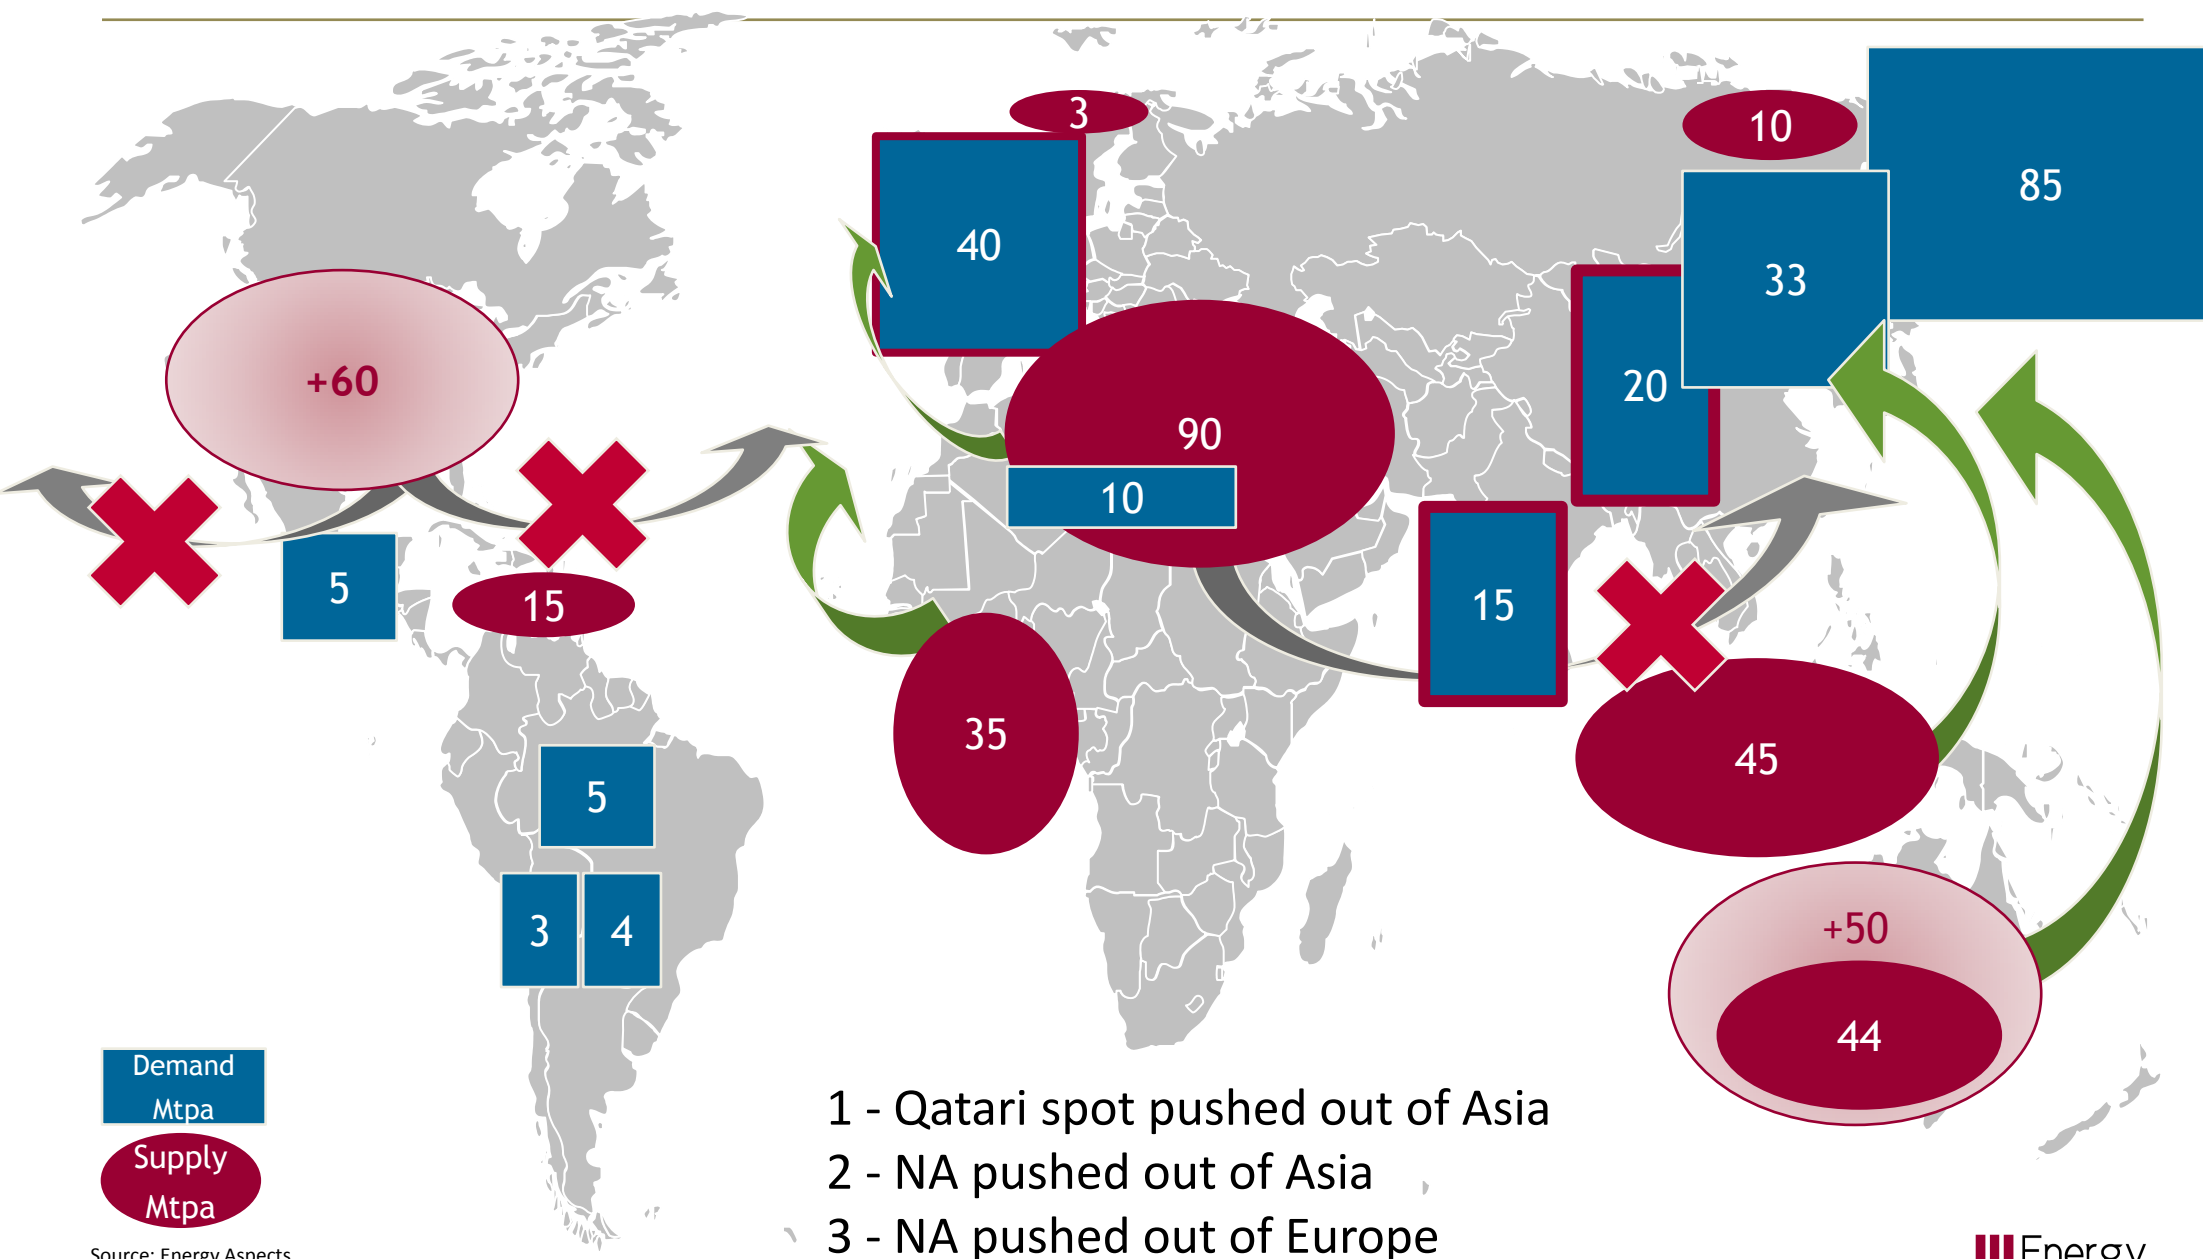 3
10
85
40
33
+60
20
90
10
5
15
15
35
45
5
3
4
+50
44
Demand
Mtpa
Supply
Mtpa
1 - Qatari spot pushed out of Asia
2 - NA pushed out of Asia
3 - NA pushed out of Europe
Source: Energy Aspects
Energy